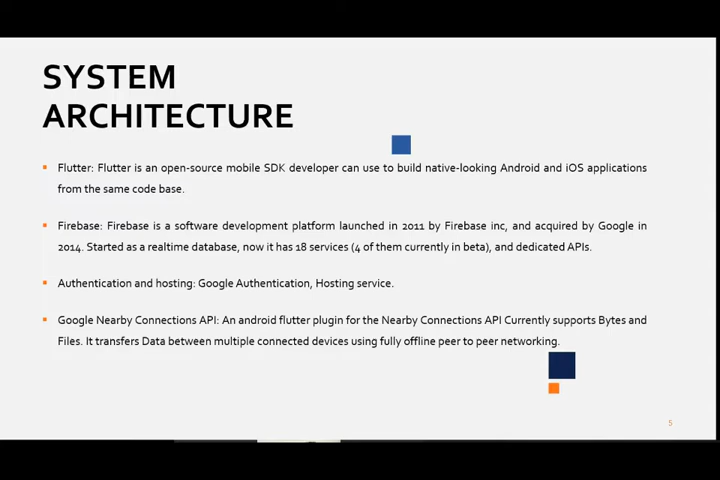 SYSTEM
ARCHITECTURE
Flutter: Flutter is an open-source mobile SDK developer can use to build native-looking Android and iOS applications
from the same code base.
Firebase: Firebase is a software development platform launched in 2011 by Firebase inc, and acquired by Google in
2014. Started as a realtime database, now it has 18 services (4 of them currently in beta), and dedicated APIs.
Authentication and hosting: Google Authentication, Hosting service.
Google Nearby Connections API: An android flutter plugin for the Nearby Connections API Currently supports Bytes and
Files. It transfers Data between multiple connected devices using fully offline peer to peer networking.
5